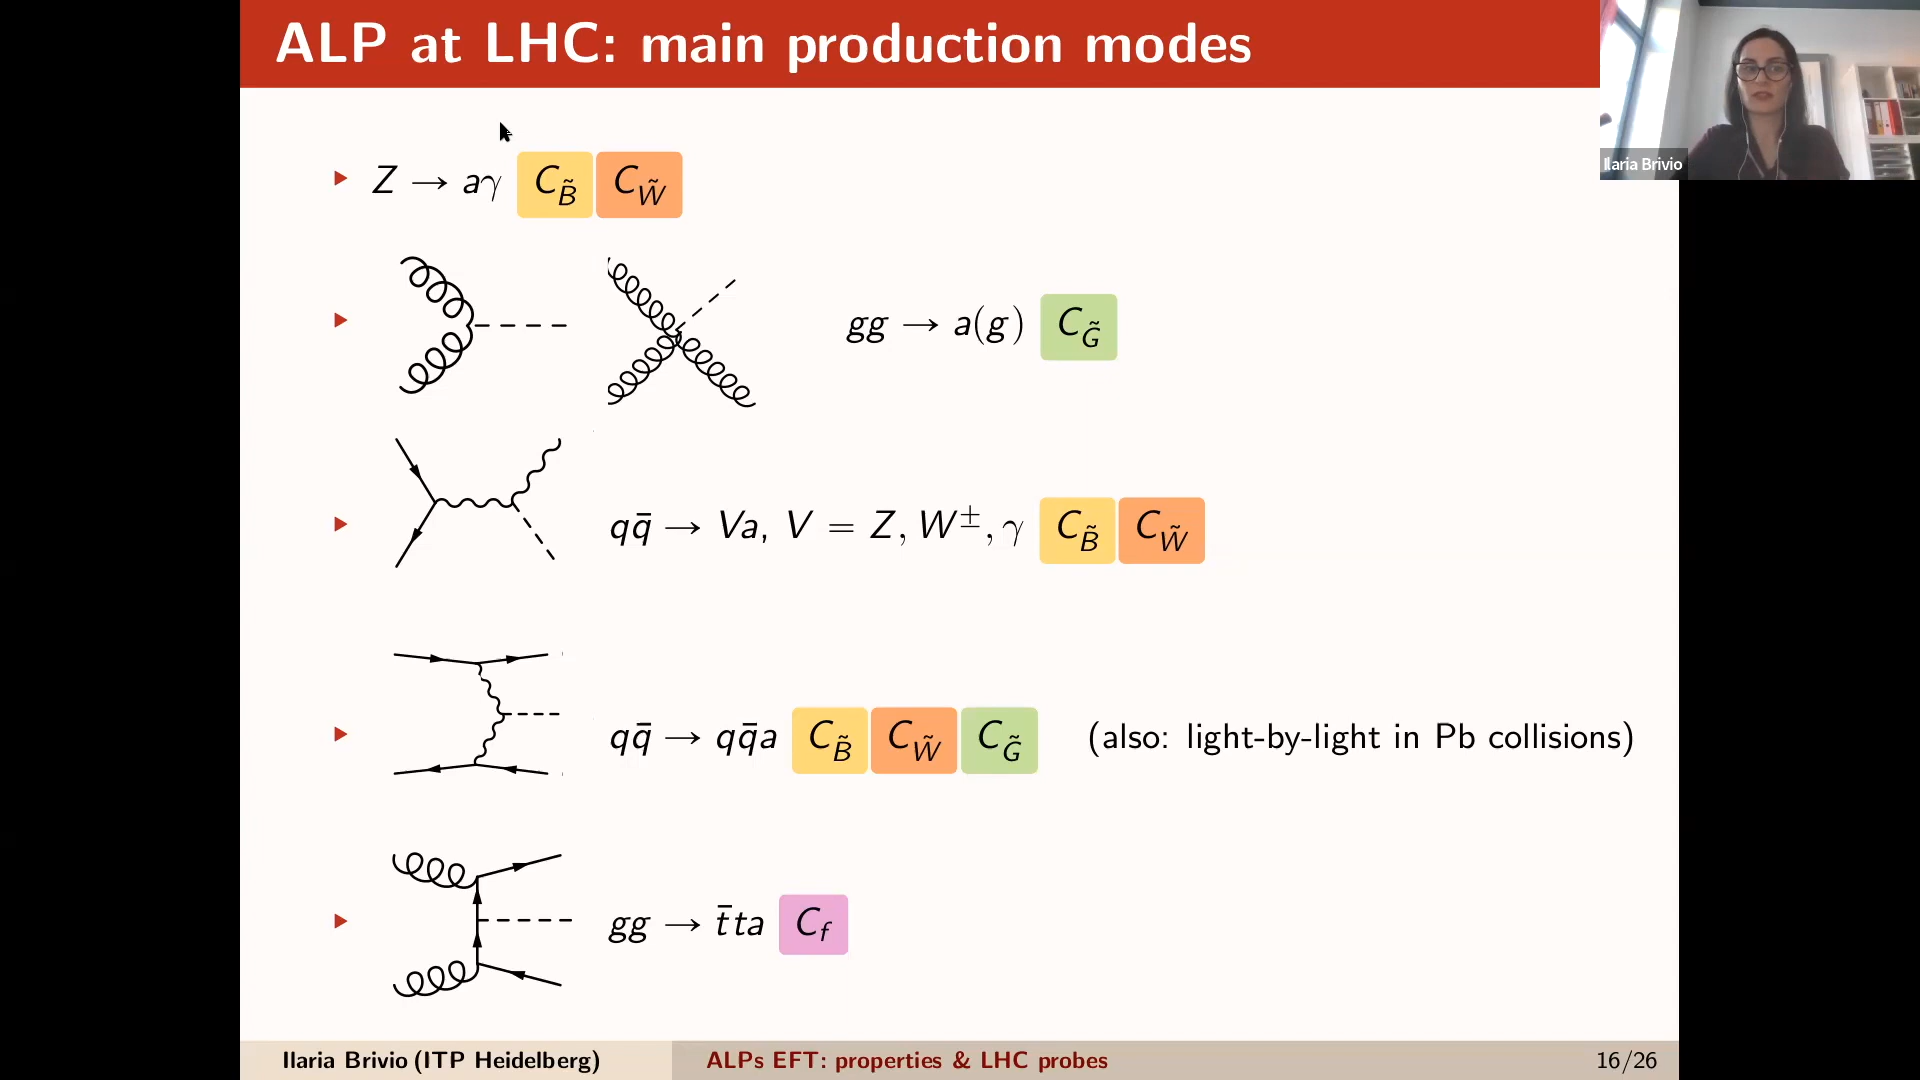 ALP at LHC: main production modes
Ilaria Brivio
Z → aγ C_B̃ C_W̃
gg → a(g) C_G̃
qq̄ → Va, V = Z, W^±, γ C_B̃ C_W̃
qq̄ → qq̄a C_B̃ C_W̃ C_G̃ (also: light-by-light in Pb collisions)
gg → t̄ta C_f
Ilaria Brivio (ITP Heidelberg) ALPs EFT: properties & LHC probes 16/26